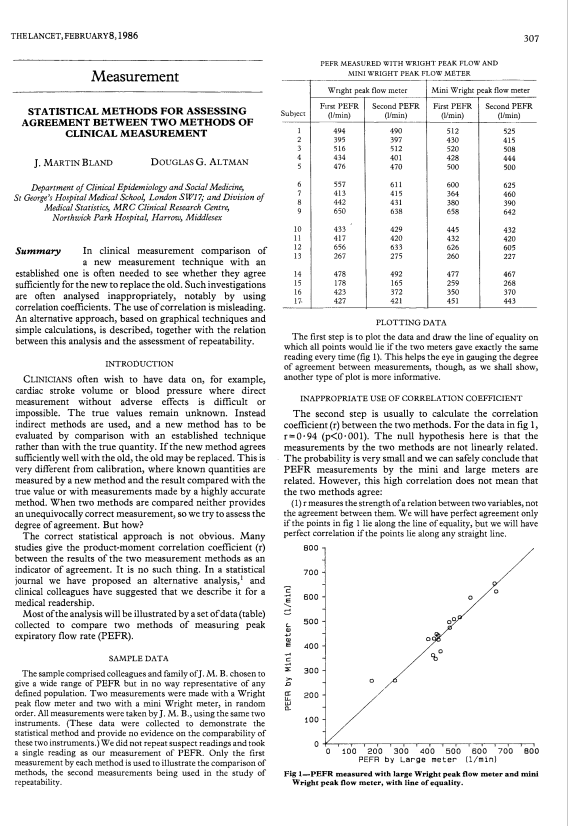 THE LANCET, FEBRUARY 8, 1986
307
Measurement
STATISTICAL METHODS FOR ASSESSING
AGREEMENT BETWEEN TWO METHODS OF
CLINICAL MEASUREMENT
J. MARTIN BLAND DOUGLAS G. ALTMAN
Department of Clinical Epidemiology and Social Medicine,
St George's Hospital Medical School, London SW17; and Division of
Medical Statistics, MRC Clinical Research Centre,
Northwick Park Hospital, Harrow, Middlesex
Summary In clinical measurement comparison of
a new measurement technique with an
established one is often needed to see whether they agree
sufficiently for the new to replace the old. Such investigations
are often analysed inappropriately, notably by using
correlation coefficients. The use of correlation is misleading.
An alternative approach, based on graphical techniques and
simple calculations, is described, together with the relation
between this analysis and the assessment of repeatability.
INTRODUCTION
CLINICIANS often wish to have data on, for example,
cardiac stroke volume or blood pressure where direct
measurement without adverse effects is difficult or
impossible. The true values remain unknown. Instead
indirect methods are used, and a new method has to be
evaluated by comparison with an established technique
rather than with the true quantity. If the new method agrees
sufficiently well with the old, the old may be replaced. This is
very different from calibration, where known quantities are
measured by a new method and the result compared with the
true value or with measurements made by a highly accurate
method. When two methods are compared neither provides
an unequivocally correct measurement, so we try to assess the
degree of agreement. But how?
The correct statistical approach is not obvious. Many
studies give the product-moment correlation coefficient (r)
between the results of the two measurement methods as an
indicator of agreement. It is no such thing. In a statistical
journal we have proposed an alternative analysis,¹ and
clinical colleagues have suggested that we describe it for a
medical readership.
Most of the analysis will be illustrated by a set of data (table)
collected to compare two methods of measuring peak
expiratory flow rate (PEFR).
SAMPLE DATA
The sample comprised colleagues and family of J. M. B. chosen to
give a wide range of PEFR but in no way representative of any
defined population. Two measurements were made with a Wright
peak flow meter and two with a mini Wright meter, in random
order. All measurements were taken by J. M. B., using the same two
instruments. (These data were collected to demonstrate the
statistical method and provide no evidence on the comparability of
these two instruments.) We did not repeat suspect readings and took
a single reading as our measurement of PEFR. Only the first
measurement by each method is used to illustrate the comparison of
methods, the second measurements being used in the study of
repeatability.
PEFR MEASURED WITH WRIGHT PEAK FLOW AND
MINI WRIGHT PEAK FLOW METER
Wright peak flow meter Mini Wright peak flow meter
Subject First PEFR (l/min) Second PEFR (l/min) First PEFR (l/min) Second PEFR (l/min)
1 494 490 512 525
2 395 397 430 415
3 516 512 520 508
4 434 401 428 444
5 476 470 500 500
6 557 611 600 625
7 413 415 364 460
8 442 431 380 390
9 650 638 658 642
10 433 429 445 432
11 417 420 432 420
12 656 633 626 605
13 267 275 260 227
14 478 492 477 467
15 178 165 259 268
16 423 372 350 370
17 427 421 451 443
PLOTTING DATA
The first step is to plot the data and draw the line of equality on
which all points would lie if the two meters gave exactly the same
reading every time (fig 1). This helps the eye in gauging the degree
of agreement between measurements, though, as we shall show,
another type of plot is more informative.
INAPPROPRIATE USE OF CORRELATION COEFFICIENT
The second step is usually to calculate the correlation
coefficient (r) between the two methods. For the data in fig 1,
r=0·94 (p<0·001). The null hypothesis here is that the
measurements by the two methods are not linearly related.
The probability is very small and we can safely conclude that
PEFR measurements by the mini and large meters are
related. However, this high correlation does not mean that
the two methods agree:
(1) r measures the strength of a relation between two variables, not
the agreement between them. We will have perfect agreement only
if the points in fig 1 lie along the line of equality, but we will have
perfect correlation if the points lie along any straight line.
PEFR by Mini meter (l/min)
800
700
600
500
400
300
200
100
0
0 100 200 300 400 500 600 700 800
PEFR by Large meter (l/min)
Fig 1—PEFR measured with large Wright peak flow meter and mini
Wright peak flow meter, with line of equality.